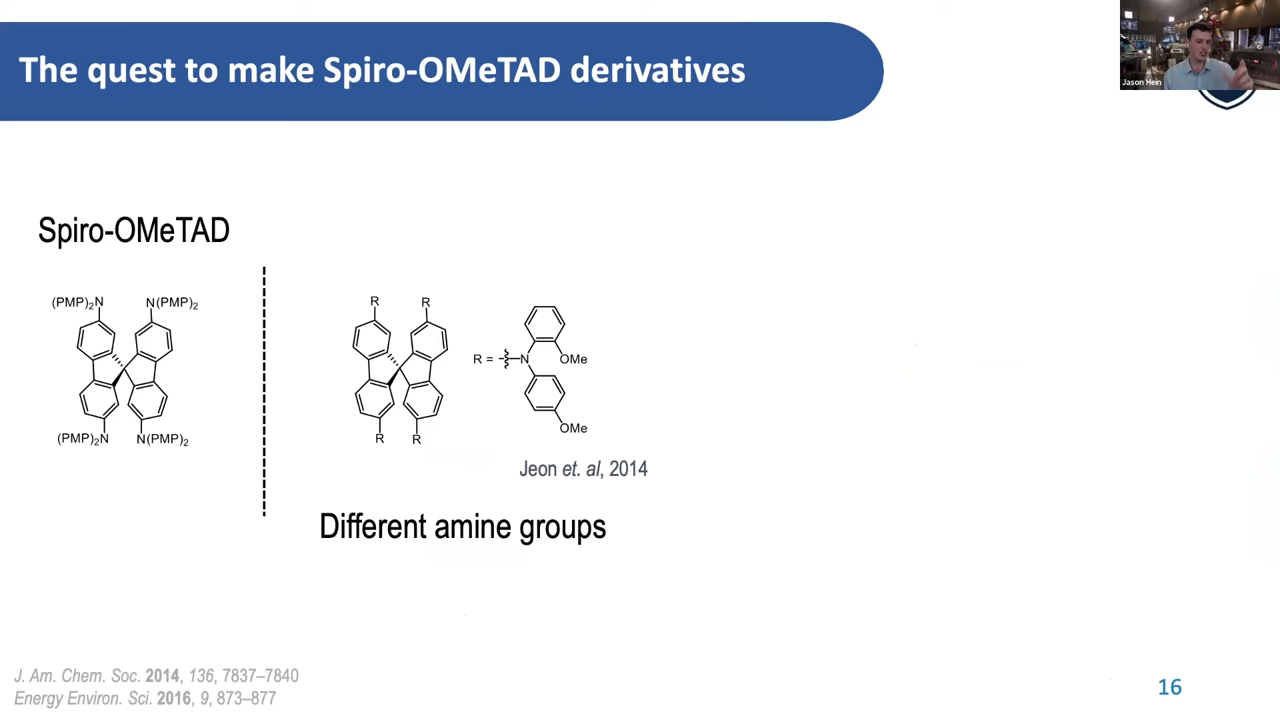 The quest to make Spiro-OMeTAD derivatives
Jason Hein
Spiro-OMeTAD
(PMP)2N
N(PMP)2
(PMP)2N
N(PMP)2
R
R
R
R
R =
N
OMe
OMe
Jeon et. al, 2014
Different amine groups
J. Am. Chem. Soc. 2014, 136, 7837–7840
Energy Environ. Sci. 2016, 9, 873–877
16